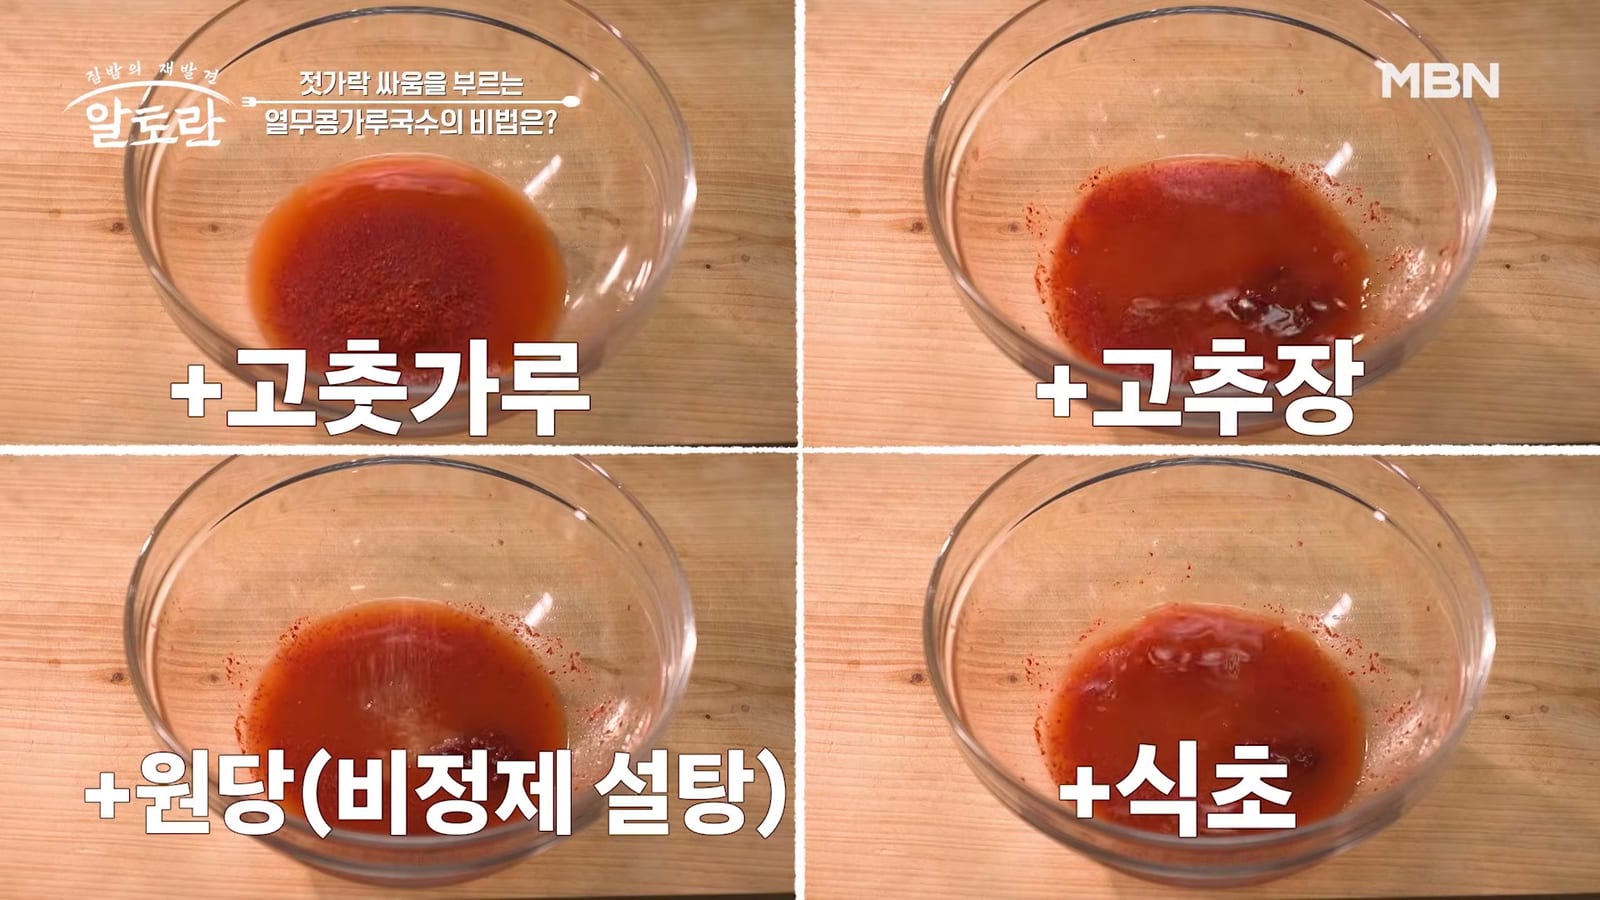 집밥의 재발견
알토란
젓가락 싸움을 부르는
열무콩가루국수의 비법은?
MBN
+고춧가루
+고추장
+원당(비정제 설탕)
+식초